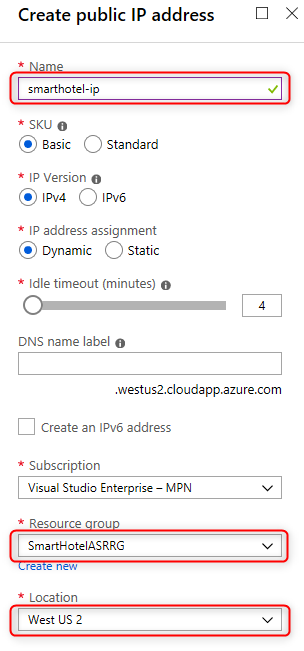 Create public IP address
* Name
smarthotel-ip
* SKU
Basic Standard
* IP Version
IPv4 IPv6
* IP address assignment
Dynamic Static
* Idle timeout (minutes)
4
DNS name label
.westus2.cloudapp.azure.com
Create an IPv6 address
* Subscription
Visual Studio Enterprise – MPN
* Resource group
SmartHotelASRRG
Create new
* Location
West US 2